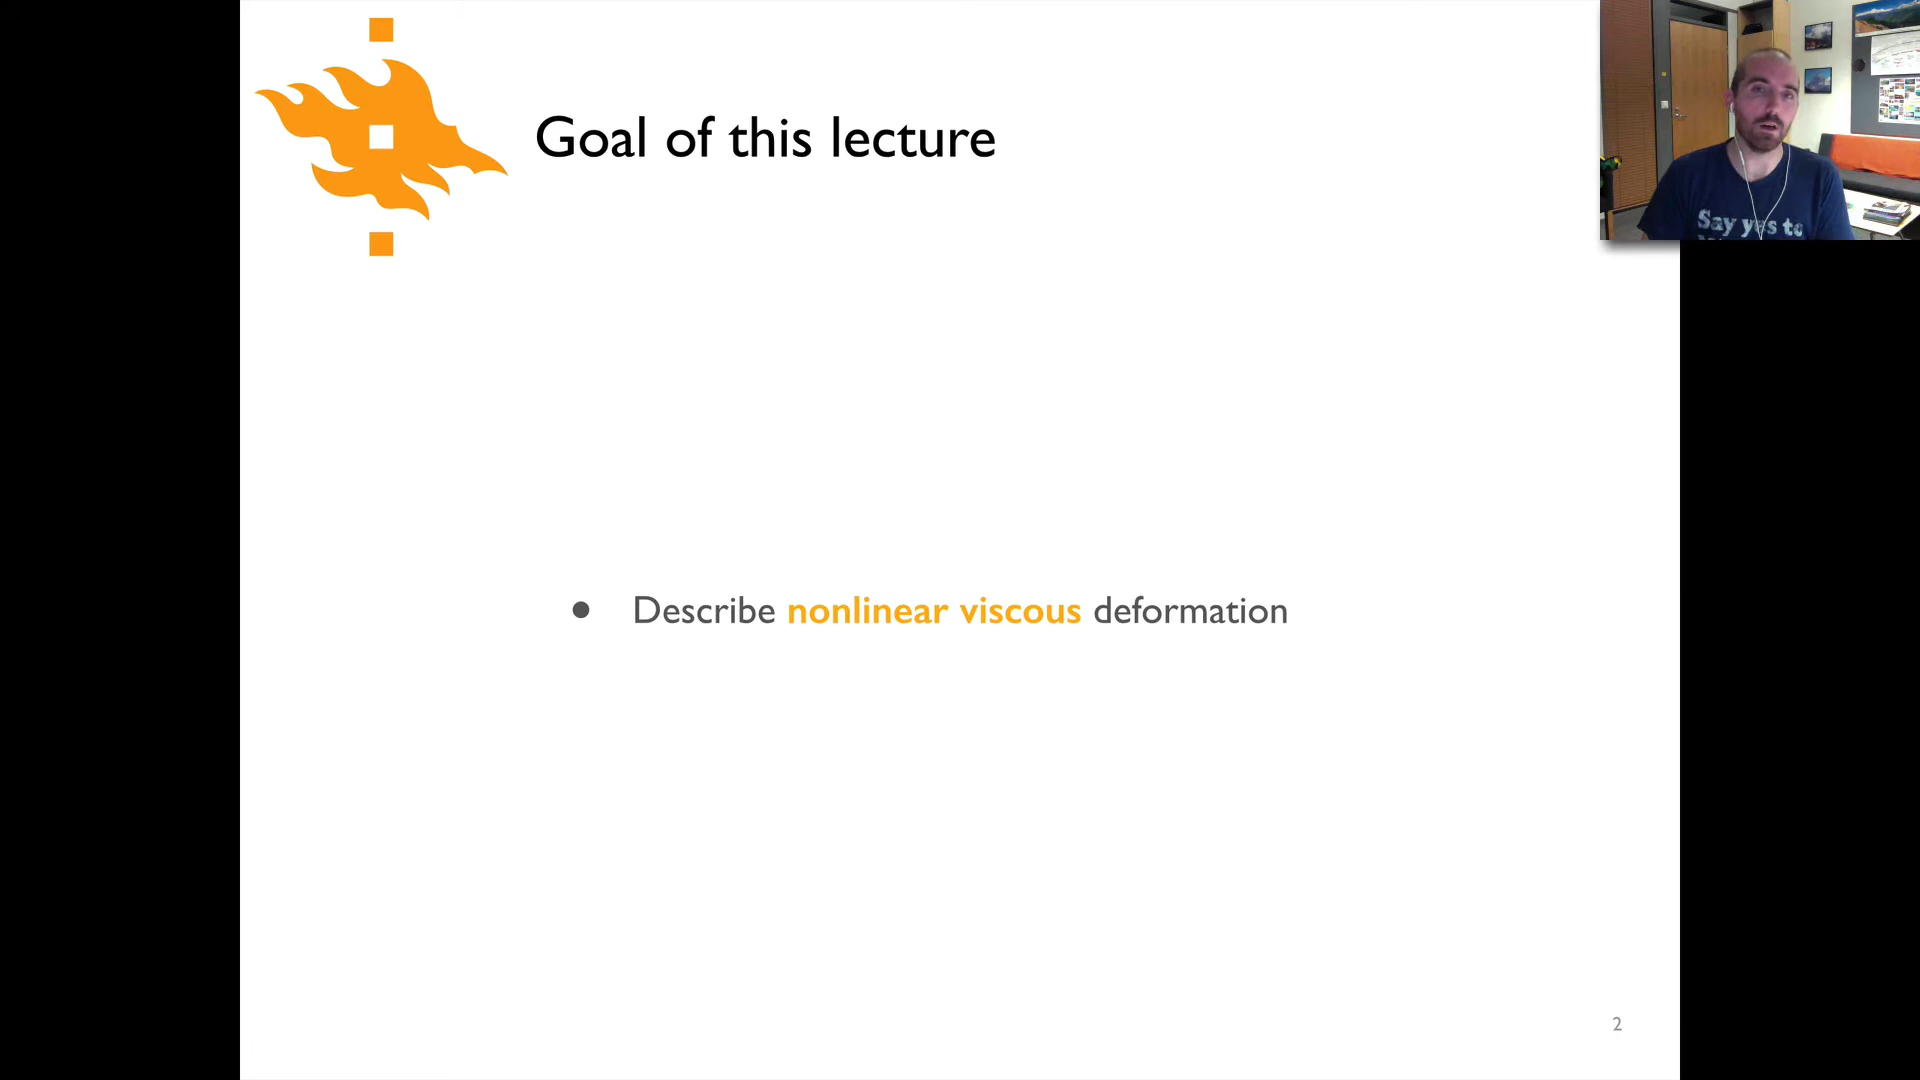 Goal of this lecture
Say yes to
● Describe nonlinear viscous deformation
2